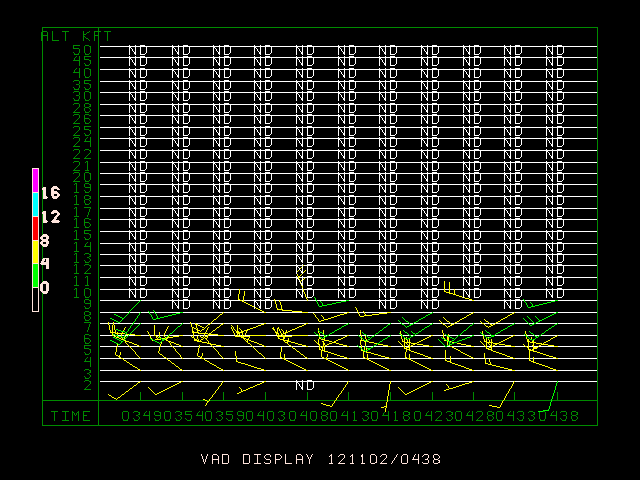 ALT KFT
50 ND ND ND ND ND ND ND ND ND ND ND
45 ND ND ND ND ND ND ND ND ND ND ND
40 ND ND ND ND ND ND ND ND ND ND ND
35 ND ND ND ND ND ND ND ND ND ND ND
30 ND ND ND ND ND ND ND ND ND ND ND
28 ND ND ND ND ND ND ND ND ND ND ND
26 ND ND ND ND ND ND ND ND ND ND ND
25 ND ND ND ND ND ND ND ND ND ND ND
24 ND ND ND ND ND ND ND ND ND ND ND
22 ND ND ND ND ND ND ND ND ND ND ND
21 ND ND ND ND ND ND ND ND ND ND ND
20 ND ND ND ND ND ND ND ND ND ND ND
19 ND ND ND ND ND ND ND ND ND ND ND
18 ND ND ND ND ND ND ND ND ND ND ND
17 ND ND ND ND ND ND ND ND ND ND ND
16 ND ND ND ND ND ND ND ND ND ND ND
15 ND ND ND ND ND ND ND ND ND ND ND
14 ND ND ND ND ND ND ND ND ND ND ND
13 ND ND ND ND ND ND ND ND ND ND ND
12 ND ND ND ND ND ND ND ND ND ND ND
11 ND ND ND ND ND ND ND ND ND ND ND
10 ND ND ND ND ND ND ND ND ND ND ND
9 ND ND ND ND ND ND
8
7
6
5
4
3
2 ND
16
12
8
4
0
TIME 0349 0354 0359 0403 0408 0413 0418 0423 0428 0433 0438
VAD DISPLAY 121102/0438